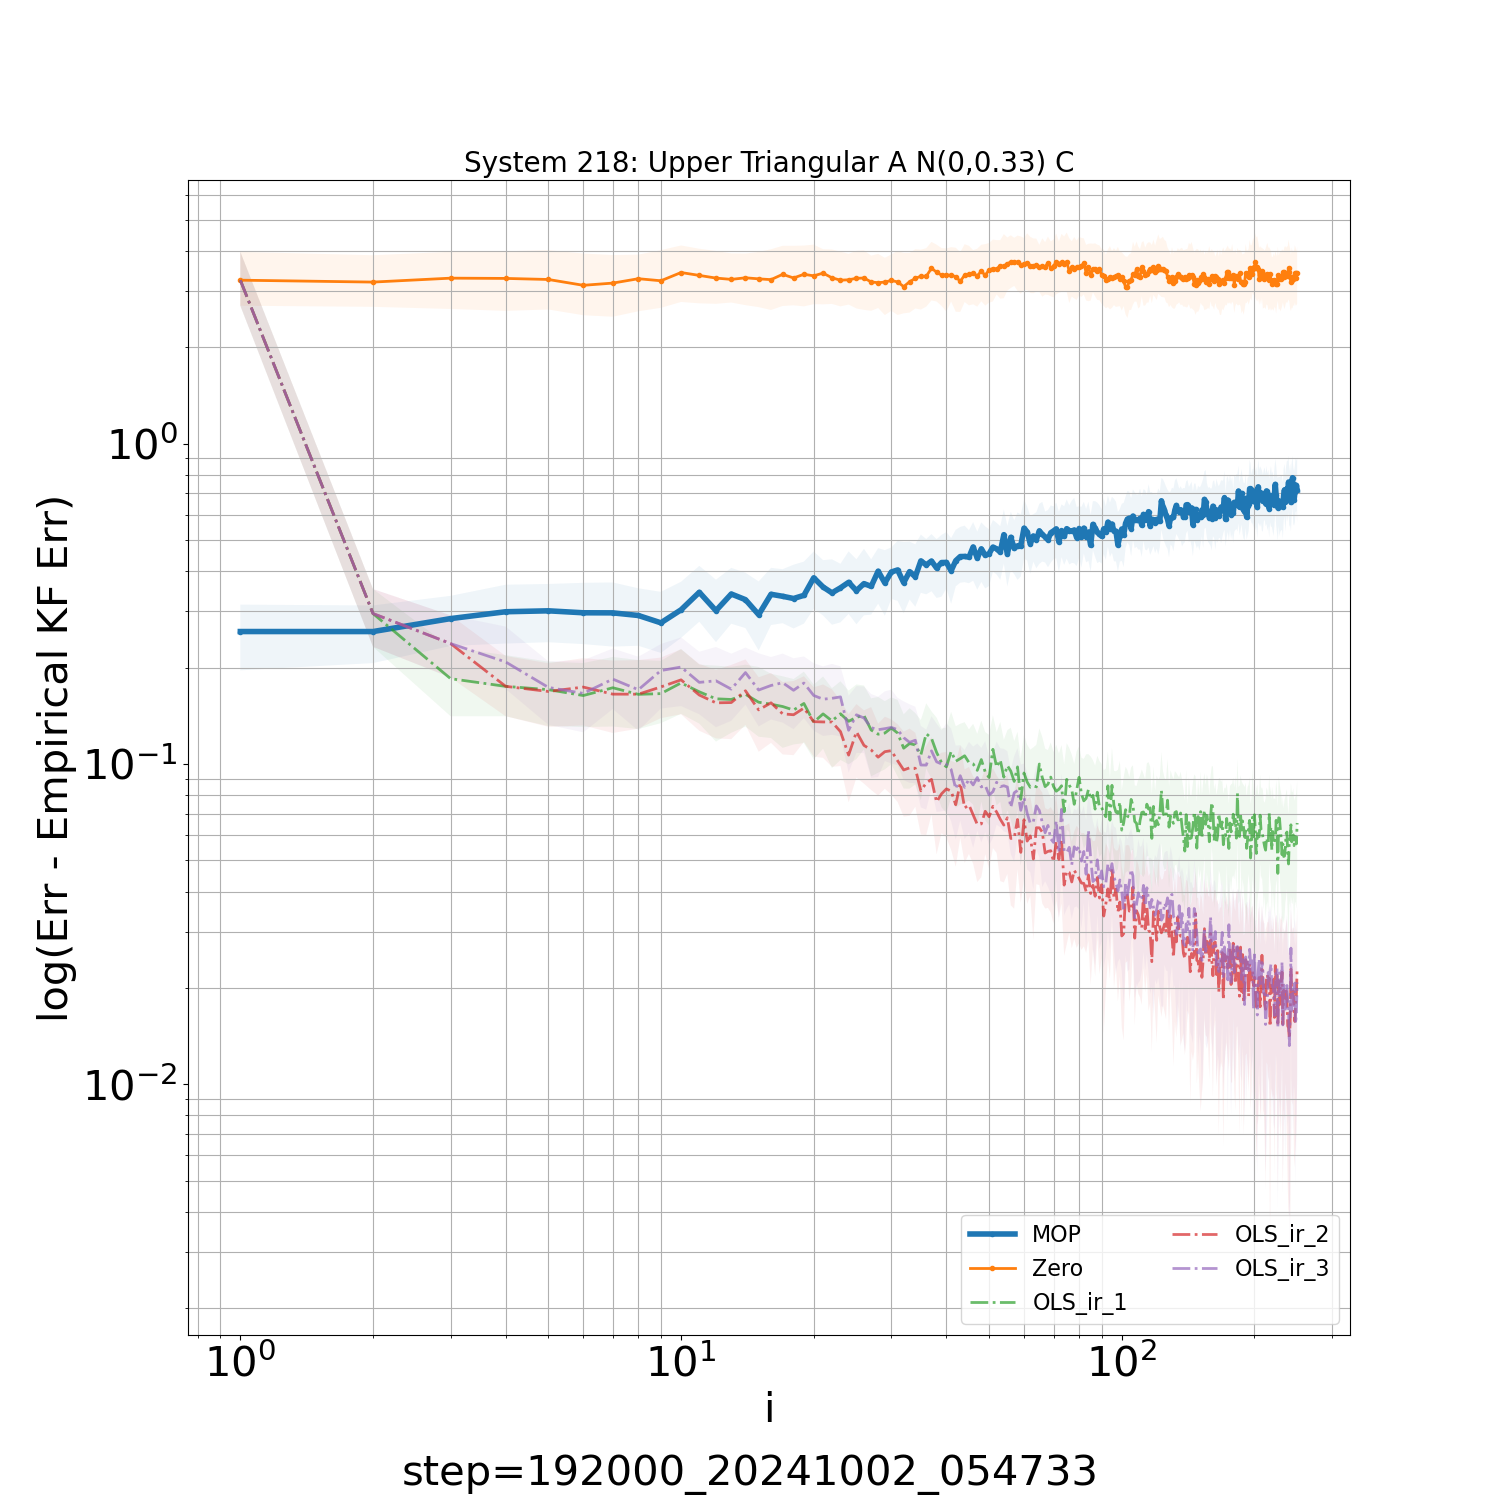 System 218: Upper Triangular A N(0,0.33) C
log(Err - Empirical KF Err)
10⁰
10⁻¹
10⁻²
MOP
Zero
OLS_ir_1
OLS_ir_2
OLS_ir_3
10⁰ 10¹ 10²
i
step=192000_20241002_054733